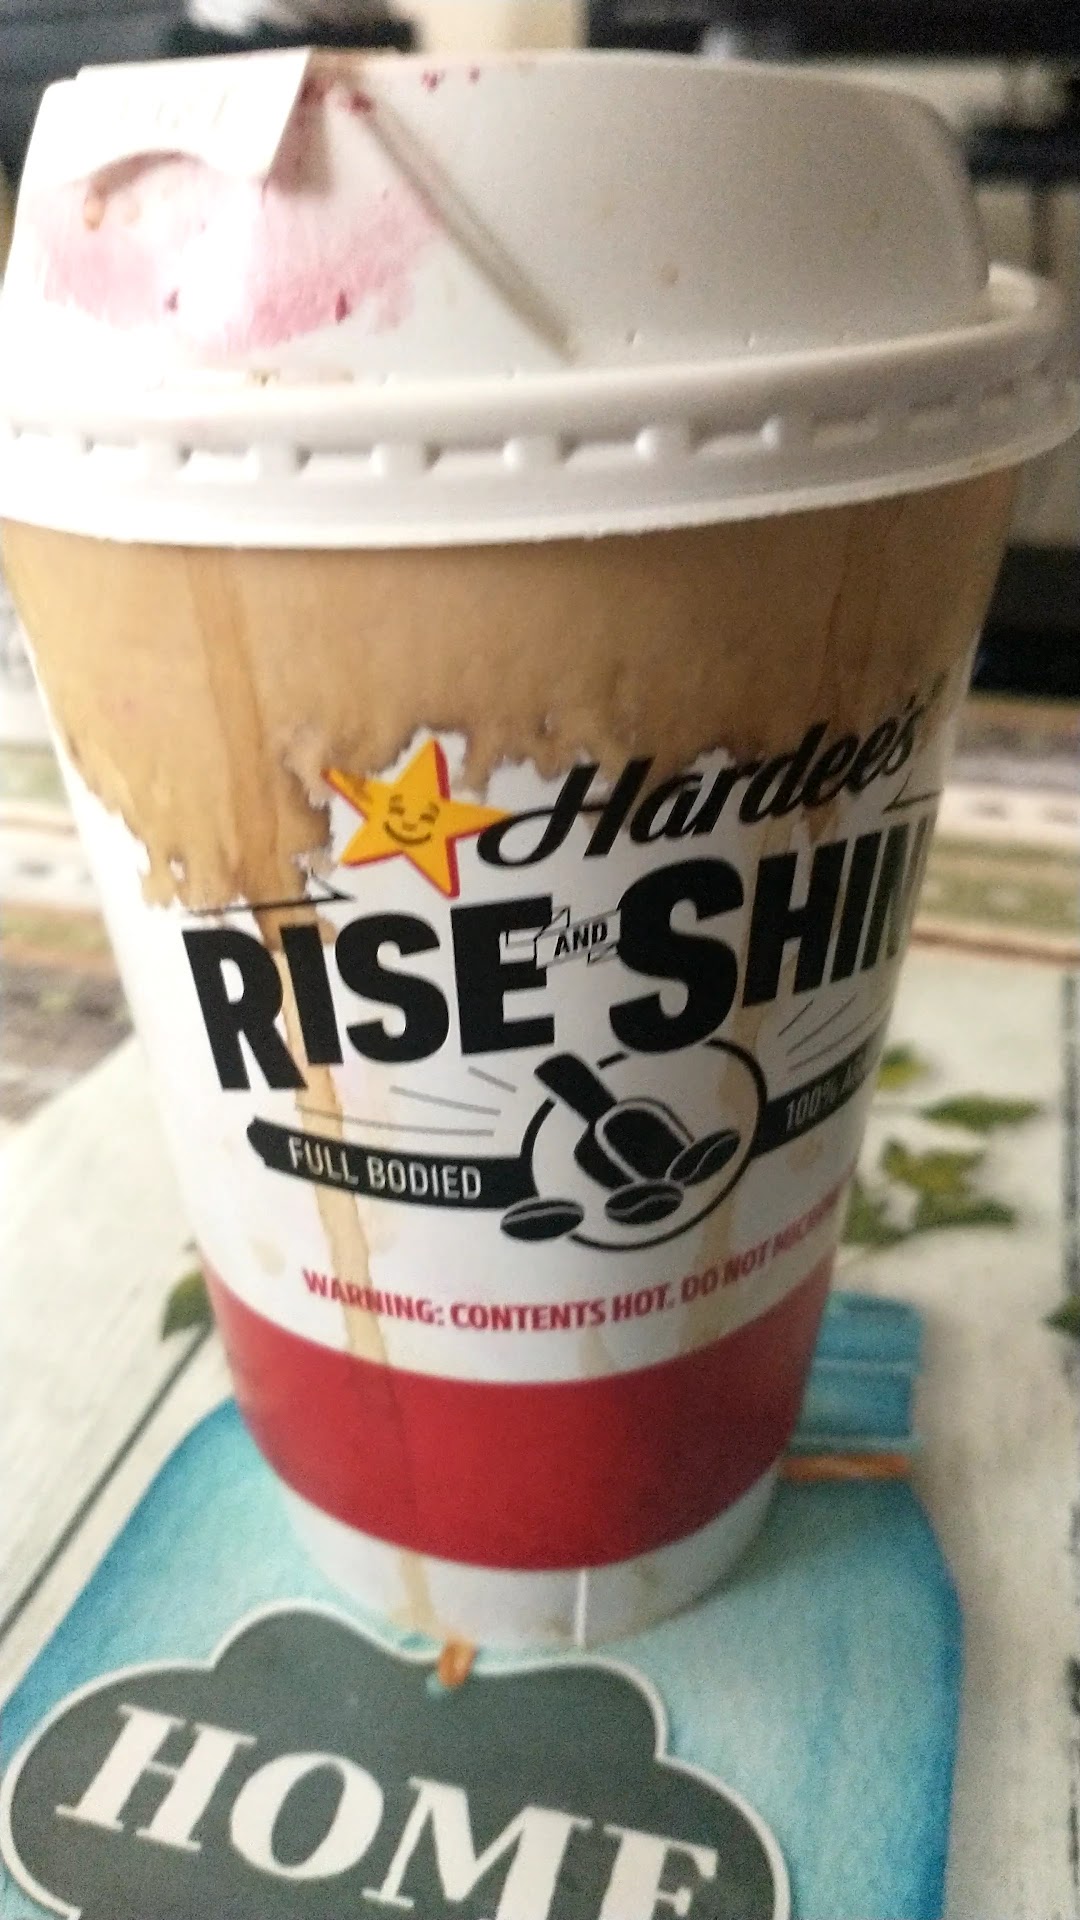 Hardee's
RISE AND SHIN
FULL BODIED
100%
WARNING: CONTENTS HOT. DO NOT
HOME